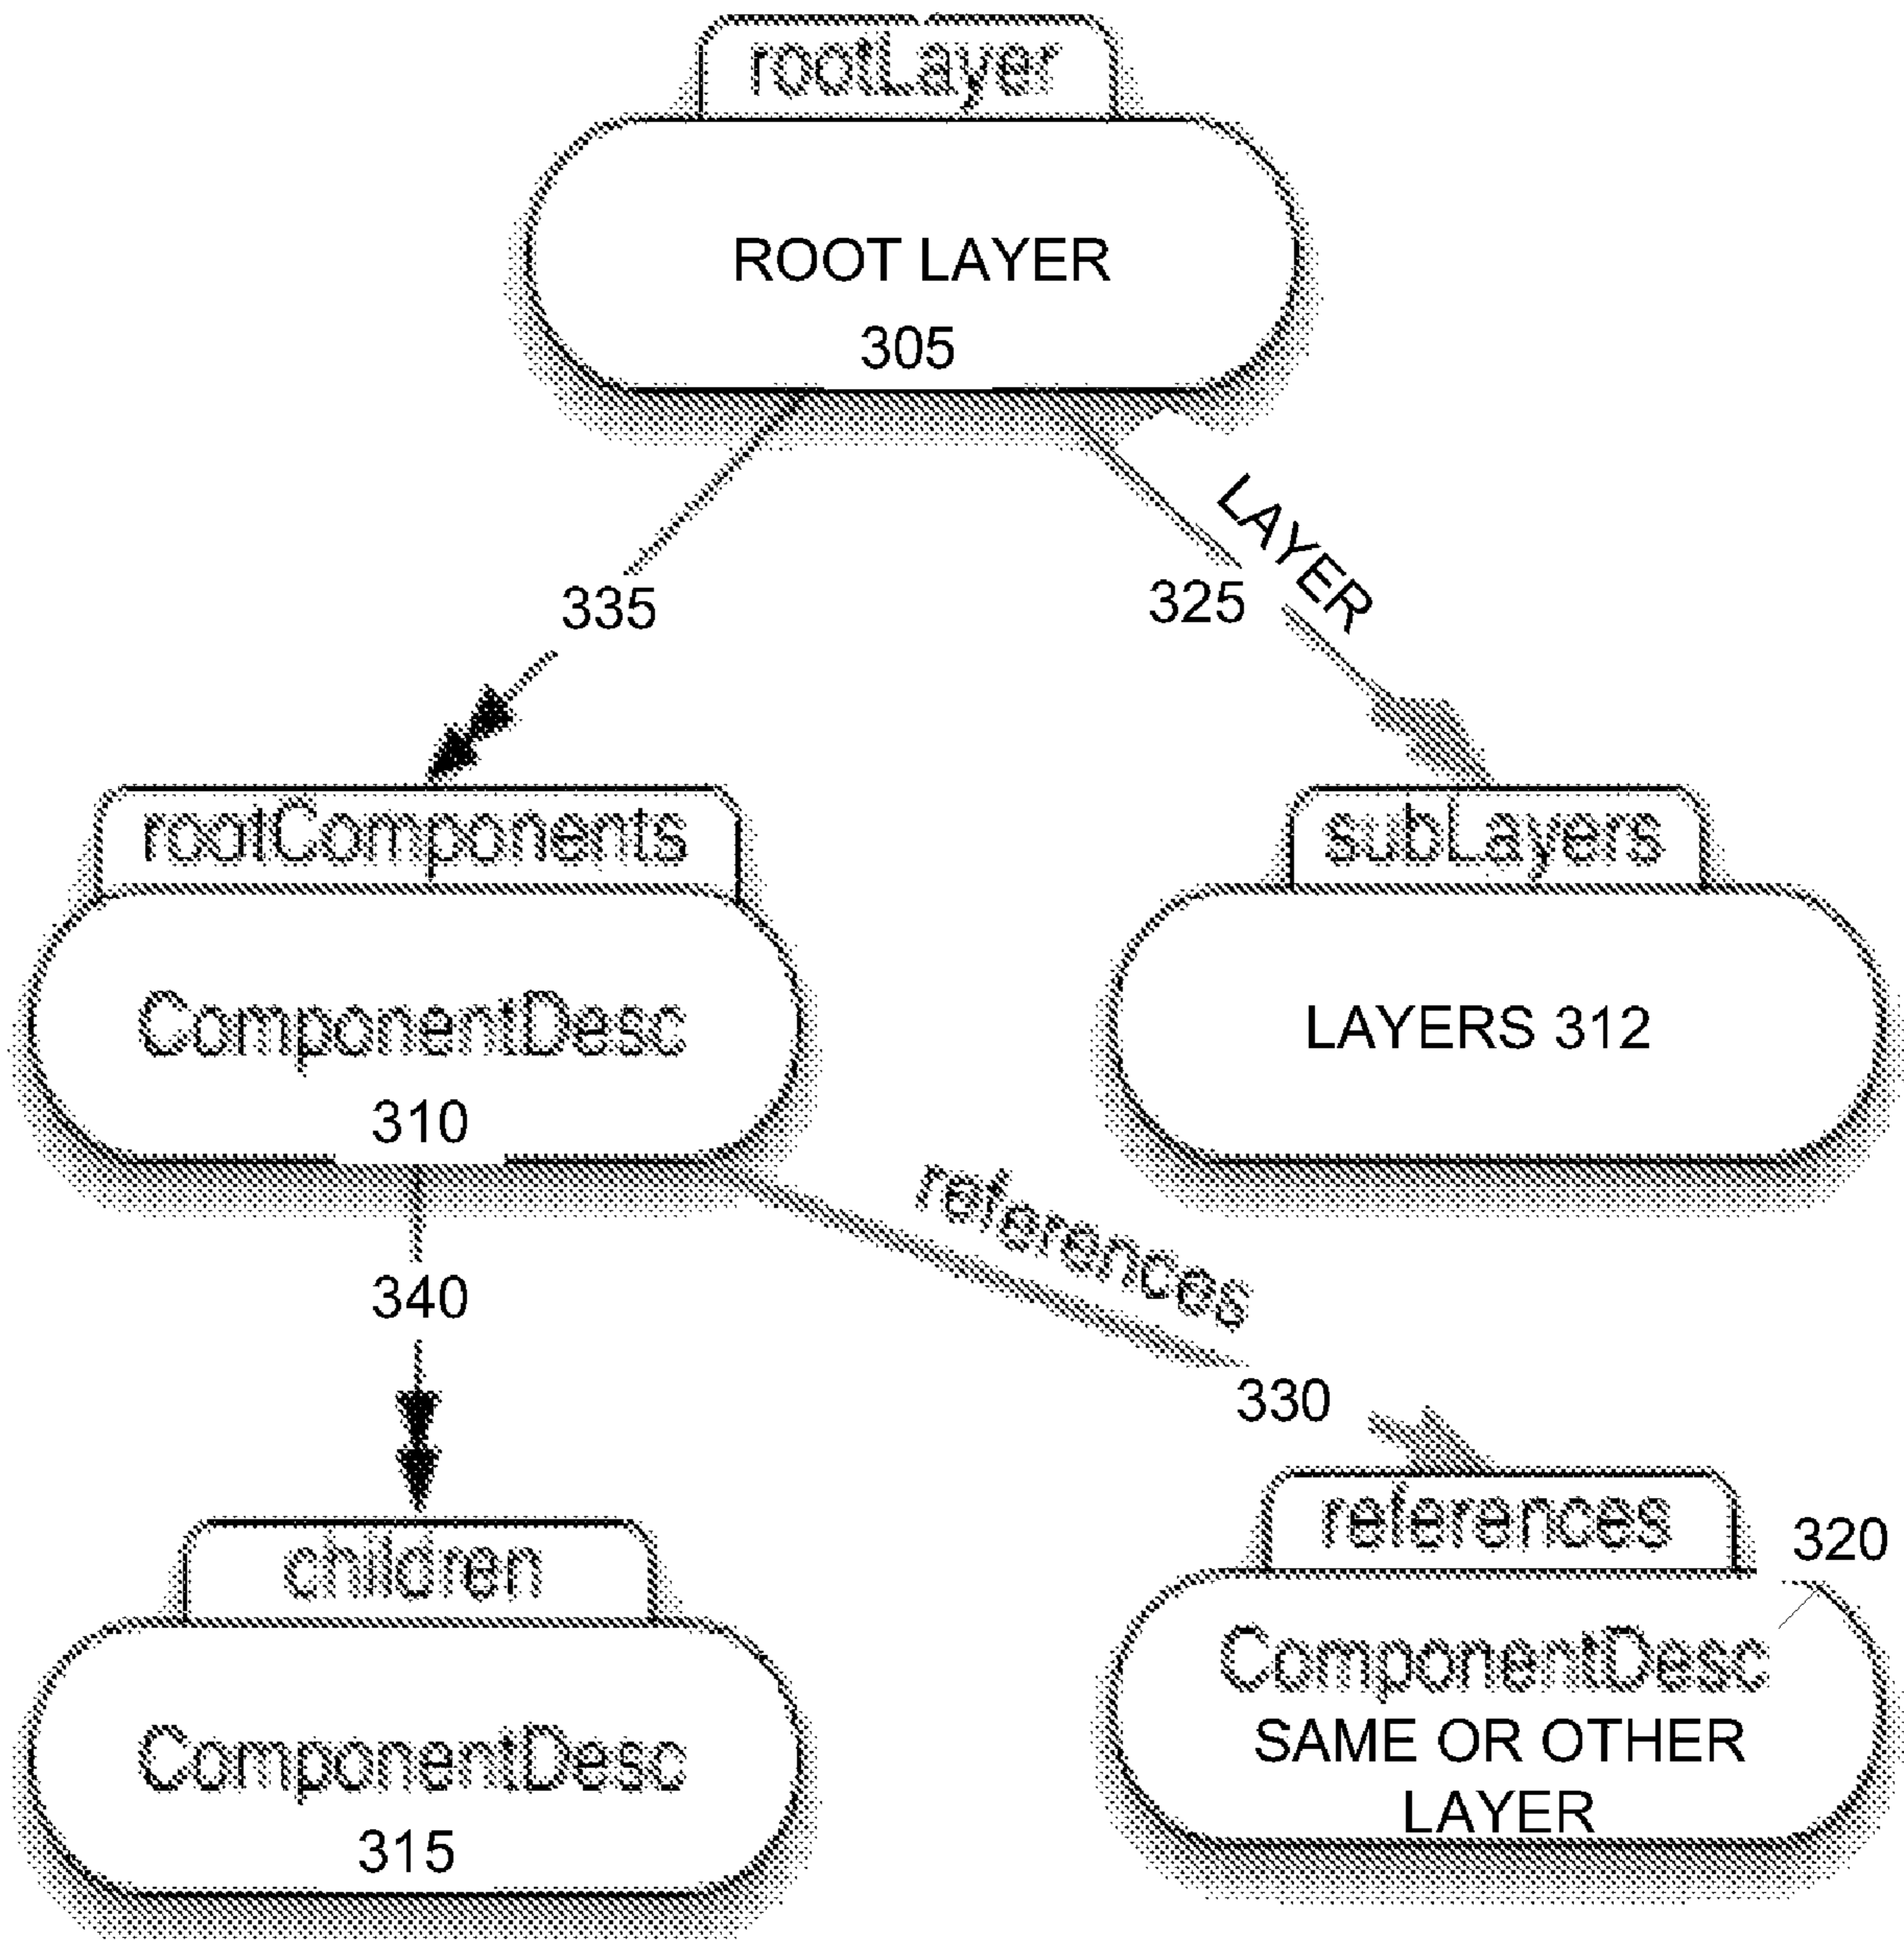 rootLayer
ROOT LAYER
305
LAYER
335
325
rootComponents
subLayers
ComponentDesc
310
LAYERS 312
references
340
330
references
320
children
ComponentDesc
SAME OR OTHER
LAYER
ComponentDesc
315